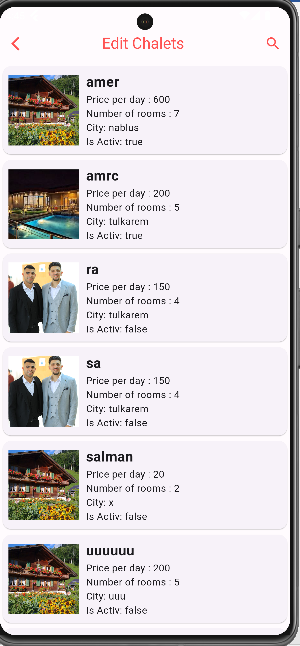 Edit Chalets
amer
Price per day : 600
Number of rooms : 7
City: nablus
Is Activ: true
amrc
Price per day : 200
Number of rooms : 5
City: tulkarem
Is Activ: true
ra
Price per day : 150
Number of rooms : 4
City: tulkarem
Is Activ: false
sa
Price per day : 150
Number of rooms : 4
City: tulkarem
Is Activ: false
salman
Price per day : 20
Number of rooms : 2
City: x
Is Activ: false
uuuuuu
Price per day : 200
Number of rooms : 5
City: uuu
Is Activ: false